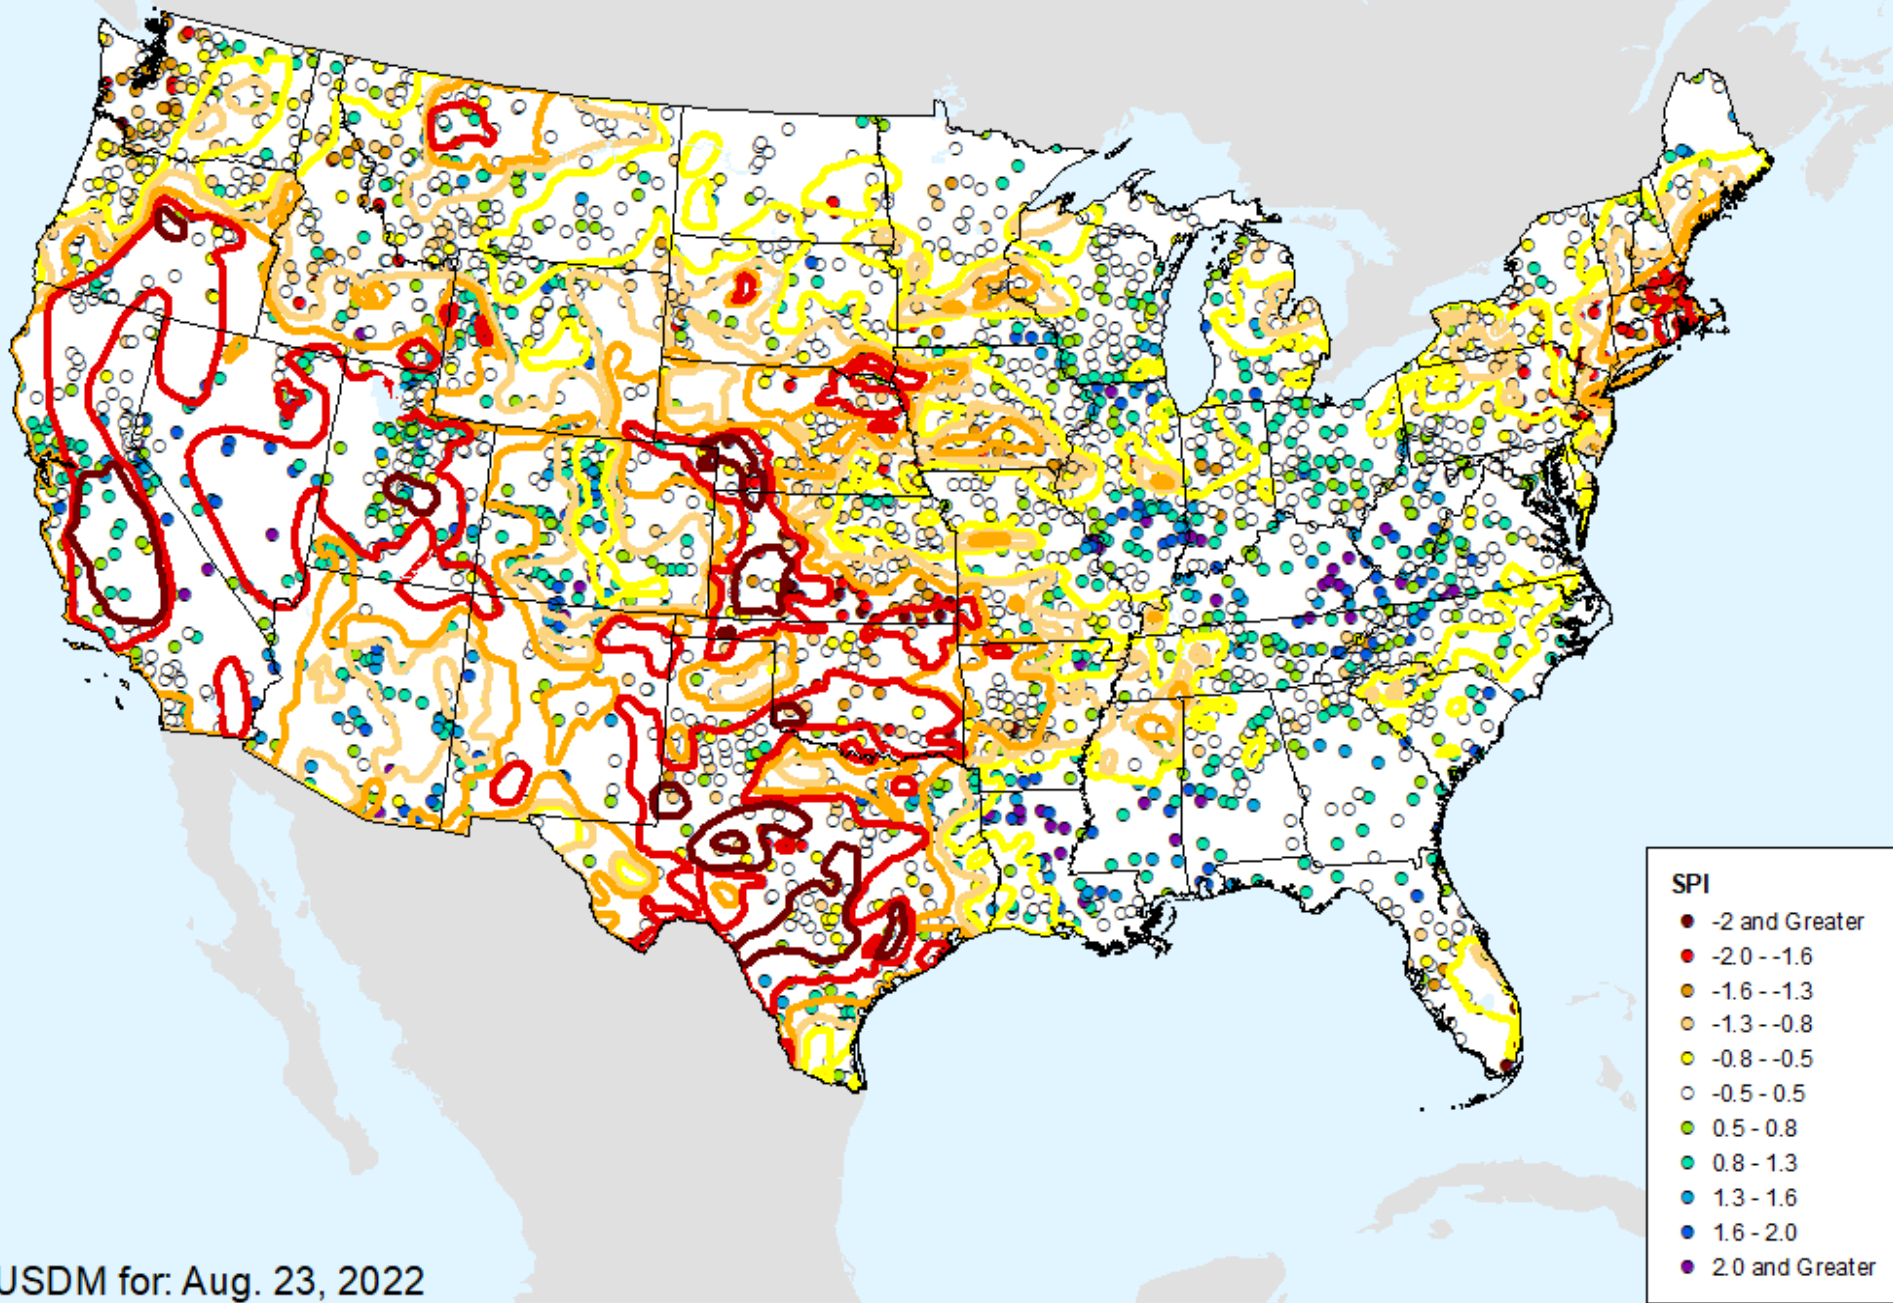 SPI
-2 and Greater
-2.0 - -1.6
-1.6 - -1.3
-1.3 - -0.8
-0.8 - -0.5
-0.5 - 0.5
0.5 - 0.8
0.8 - 1.3
1.3 - 1.6
1.6 - 2.0
2.0 and Greater
USDM for: Aug. 23, 2022